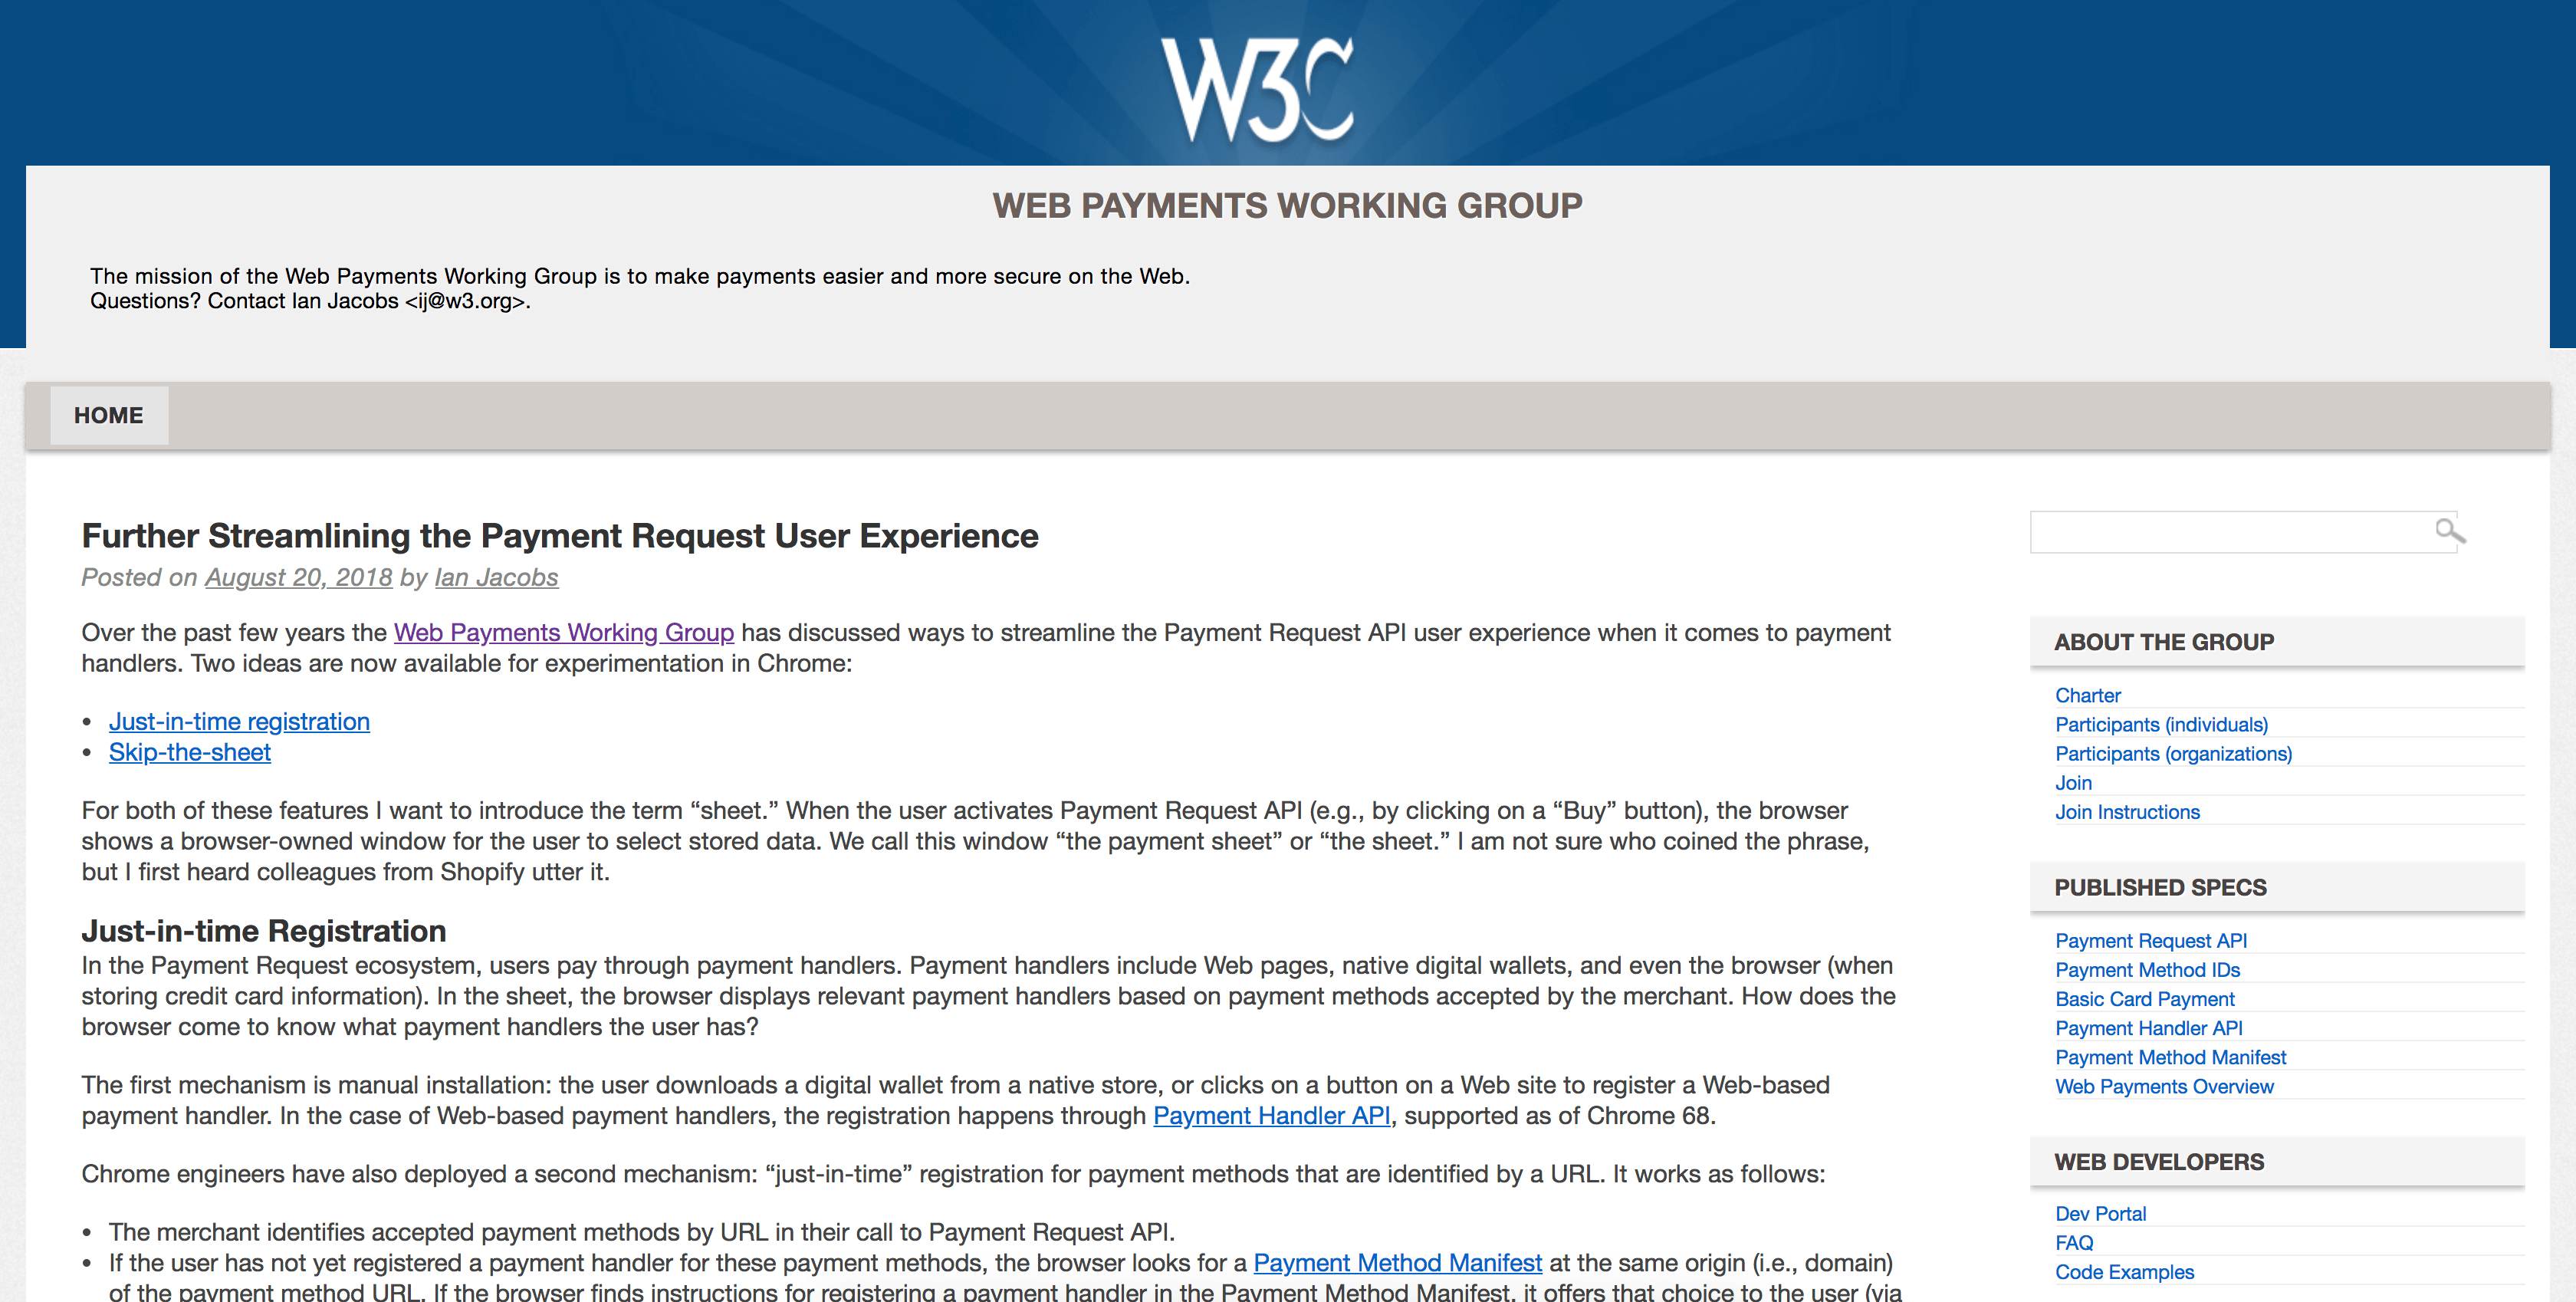 W3C
WEB PAYMENTS WORKING GROUP
The mission of the Web Payments Working Group is to make payments easier and more secure on the Web.
Questions? Contact Ian Jacobs <ij@w3.org>.
HOME
Further Streamlining the Payment Request User Experience
Posted on August 20, 2018 by Ian Jacobs
Over the past few years the Web Payments Working Group has discussed ways to streamline the Payment Request API user experience when it comes to payment
handlers. Two ideas are now available for experimentation in Chrome:
• Just-in-time registration
• Skip-the-sheet
For both of these features I want to introduce the term “sheet.” When the user activates Payment Request API (e.g., by clicking on a “Buy” button), the browser
shows a browser-owned window for the user to select stored data. We call this window “the payment sheet” or “the sheet.” I am not sure who coined the phrase,
but I first heard colleagues from Shopify utter it.
Just-in-time Registration
In the Payment Request ecosystem, users pay through payment handlers. Payment handlers include Web pages, native digital wallets, and even the browser (when
storing credit card information). In the sheet, the browser displays relevant payment handlers based on payment methods accepted by the merchant. How does the
browser come to know what payment handlers the user has?
The first mechanism is manual installation: the user downloads a digital wallet from a native store, or clicks on a button on a Web site to register a Web-based
payment handler. In the case of Web-based payment handlers, the registration happens through Payment Handler API, supported as of Chrome 68.
Chrome engineers have also deployed a second mechanism: “just-in-time” registration for payment methods that are identified by a URL. It works as follows:
• The merchant identifies accepted payment methods by URL in their call to Payment Request API.
• If the user has not yet registered a payment handler for these payment methods, the browser looks for a Payment Method Manifest at the same origin (i.e., domain)
of the payment method URL. If the browser finds instructions for registering a payment handler in the Payment Method Manifest, it offers that choice to the user (via
ABOUT THE GROUP
Charter
Participants (individuals)
Participants (organizations)
Join
Join Instructions
PUBLISHED SPECS
Payment Request API
Payment Method IDs
Basic Card Payment
Payment Handler API
Payment Method Manifest
Web Payments Overview
WEB DEVELOPERS
Dev Portal
FAQ
Code Examples